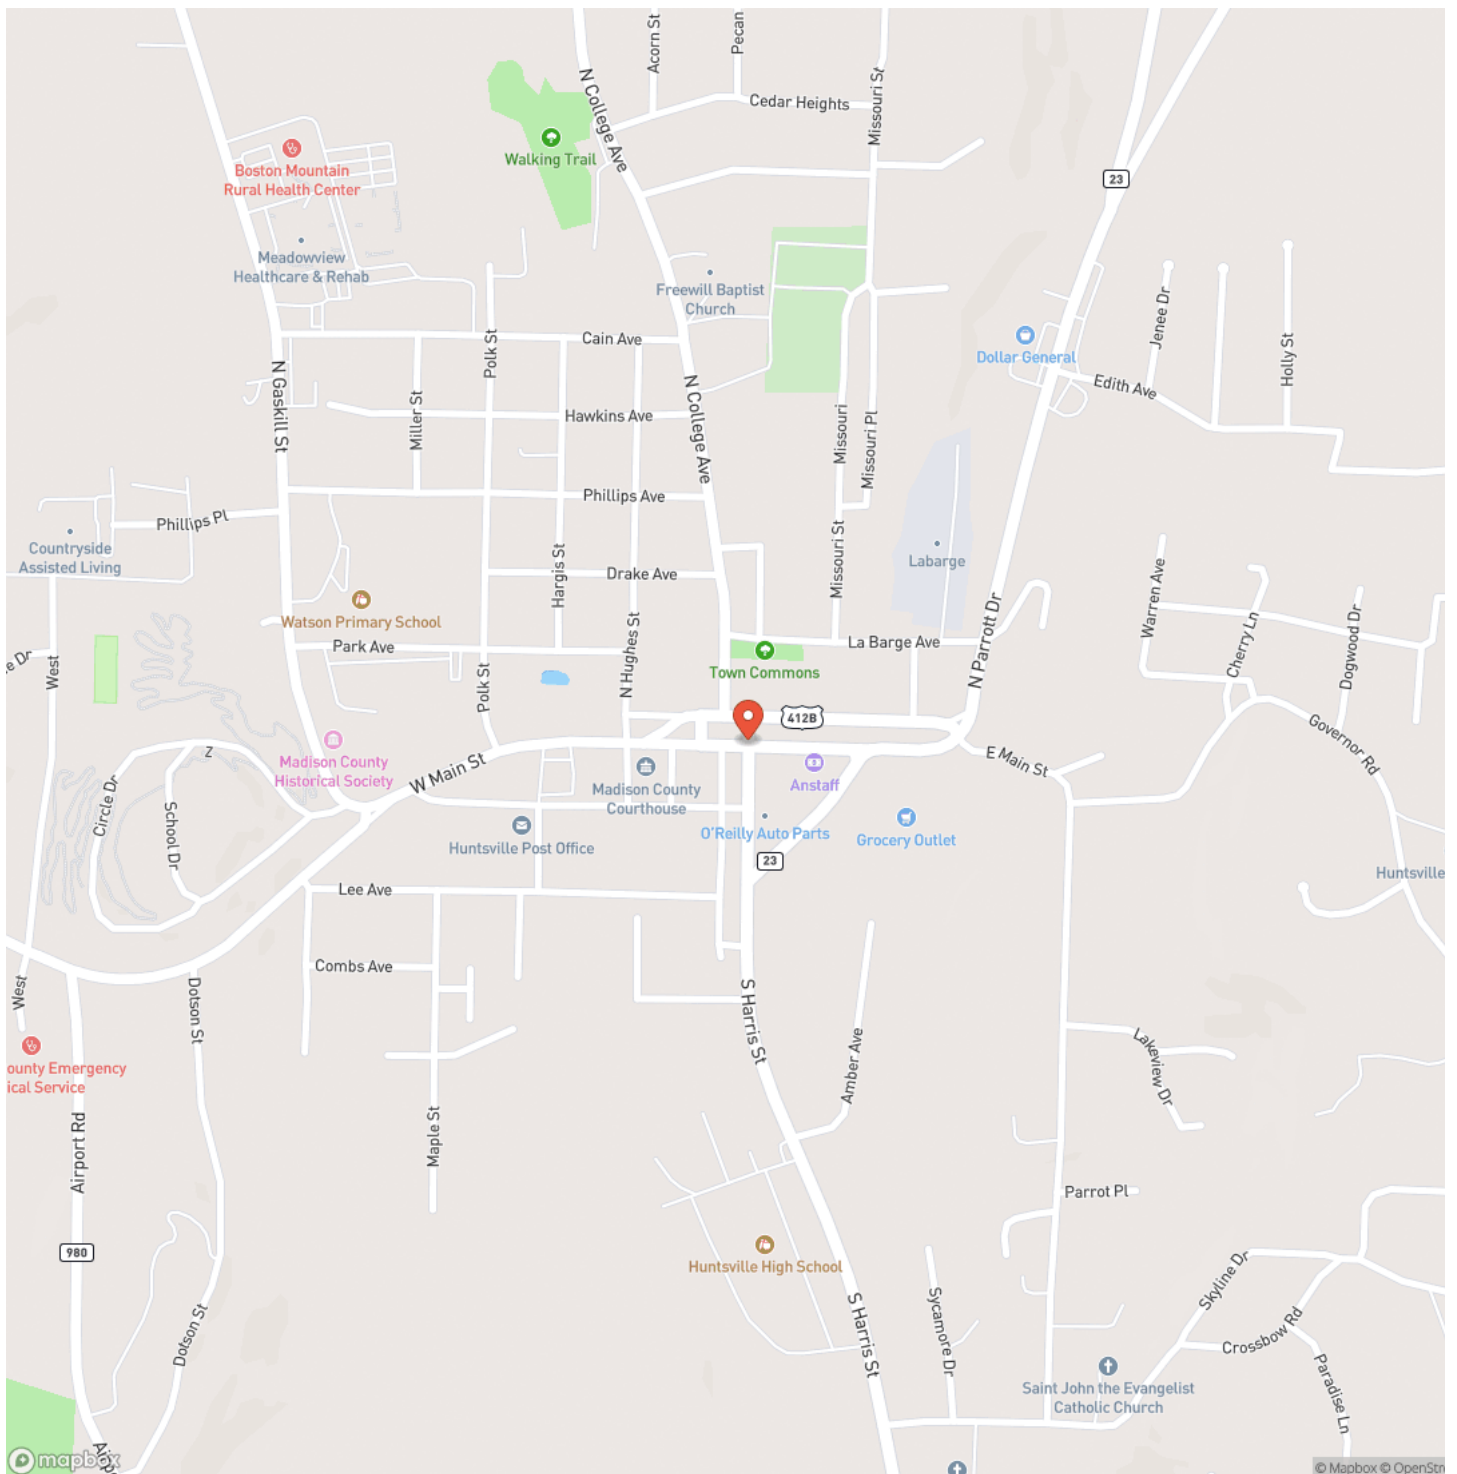 Acorn St
Pecan
N College Ave
Cedar Heights
Missouri St
Walking Trail
23
Boston Mountain
Rural Health Center
Meadowview
Healthcare & Rehab
Freewill Baptist
Church
Jenee Dr
Holly St
Polk St
Cain Ave
Dollar General
Edith Ave
N Gaskill St
Miller St
Hawkins Ave
N College Ave
Missouri
Missouri Pl
Phillips Ave
Phillips Pl
Countryside
Assisted Living
Hargis St
Drake Ave
Missouri St
Labarge
Watson Primary School
Park Ave
N Hughes St
La Barge Ave
N Parrott Dr
Warren Ave
Cherry Ln
Dogwood Dr
e Dr
West
Polk St
Town Commons
412B
Governor Rd
Z
Madison County
Historical Society
W Main St
E Main St
Madison County
Courthouse
Anstaff
Circle Dr
School Dr
O'Reilly Auto Parts
Grocery Outlet
Huntsville Post Office
23
Huntsville
Lee Ave
Combs Ave
West
Dotson St
S Harris St
Amber Ave
Lakeview Dr
ounty Emergency
ical Service
Airport Rd
Maple St
Parrot Pl
980
Huntsville High School
Skyline Dr
Sycamore Dr
S Harris St
Crossbow Rd
Dotson St
Paradise Ln
Saint John the Evangelist
Catholic Church
Airpo
mapbox
© Mapbox © OpenStre